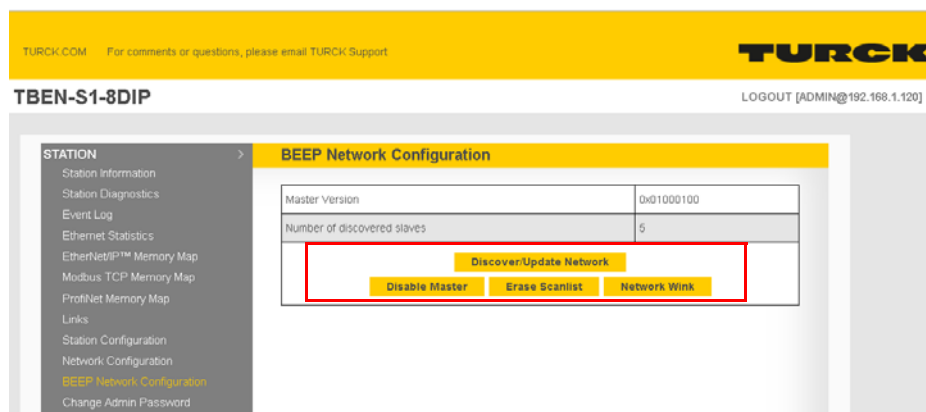 TURCK.COM For comments or questions, please email TURCK Support
TURCK
TBEN-S1-8DIP
LOGOUT [ADMIN@192.168.1.120]
STATION >
Station Information
Station Diagnostics
Event Log
Ethernet Statistics
EtherNet/IP™ Memory Map
Modbus TCP Memory Map
ProfiNet Memory Map
Links
Station Configuration
Network Configuration
BEEP Network Configuration
Change Admin Password
BEEP Network Configuration
Master Version 0x01000100
Number of discovered slaves 5
Discover/Update Network
Disable Master Erase Scanlist Network Wink